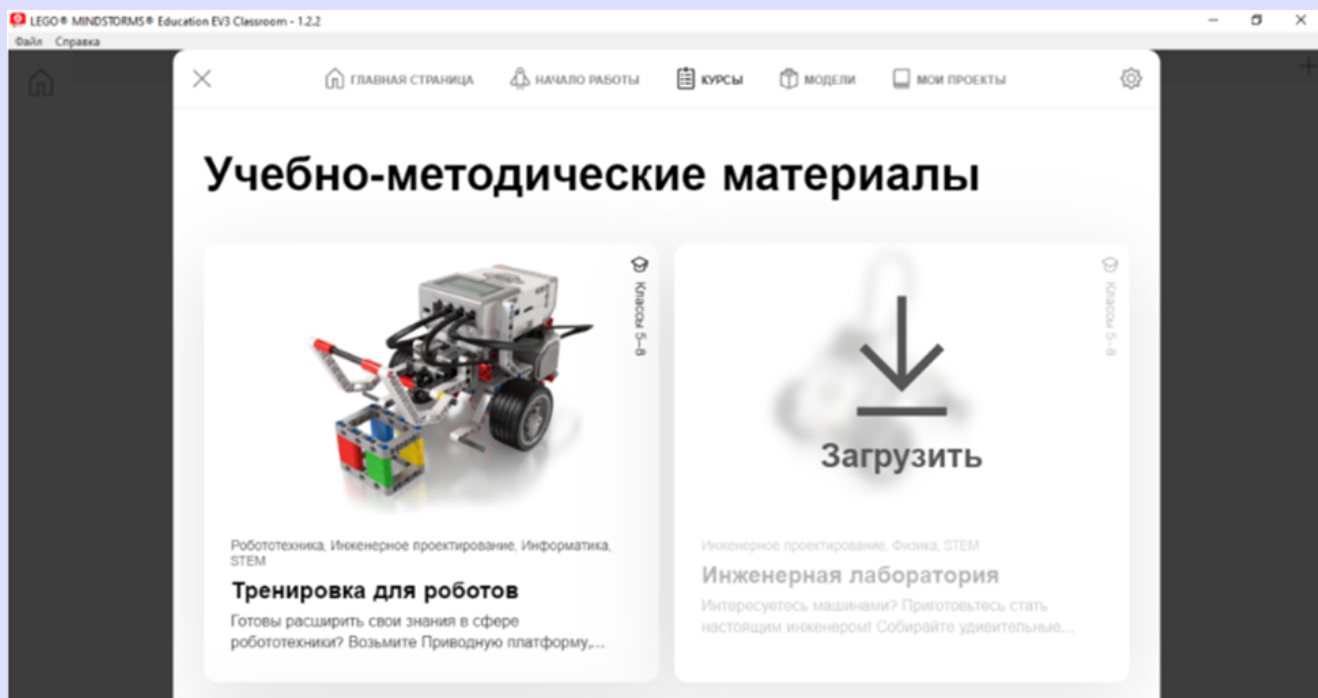 LEGO® MINDSTORMS® Education EV3 Classroom - 1.2.2
Файл Справка
ГЛАВНАЯ СТРАНИЦА НАЧАЛО РАБОТЫ КУРСЫ МОДЕЛИ МОИ ПРОЕКТЫ
Учебно-методические материалы
Классы 5–8
Робототехника, Инженерное проектирование, Информатика,
STEM
Тренировка для роботов
Готовы расширить свои знания в сфере
робототехники? Возьмите Приводную платформу,...
Классы 5–8
Загрузить
Инженерное проектирование, Физика, STEM
Инженерная лаборатория
Интересуетесь машинами? Приготовьтесь стать
настоящим инженером! Собирайте удивительные...